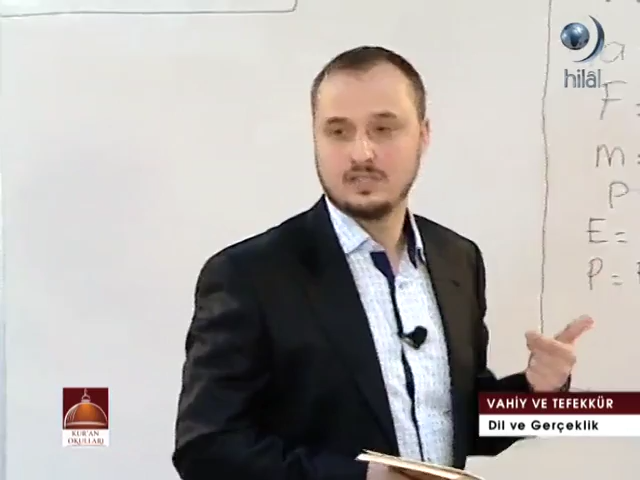 hilâl
a
F =
m =
P
E =
P =
VAHİY VE TEFEKKÜR
Dil ve Gerçeklik
KUR'AN
OKULLARI